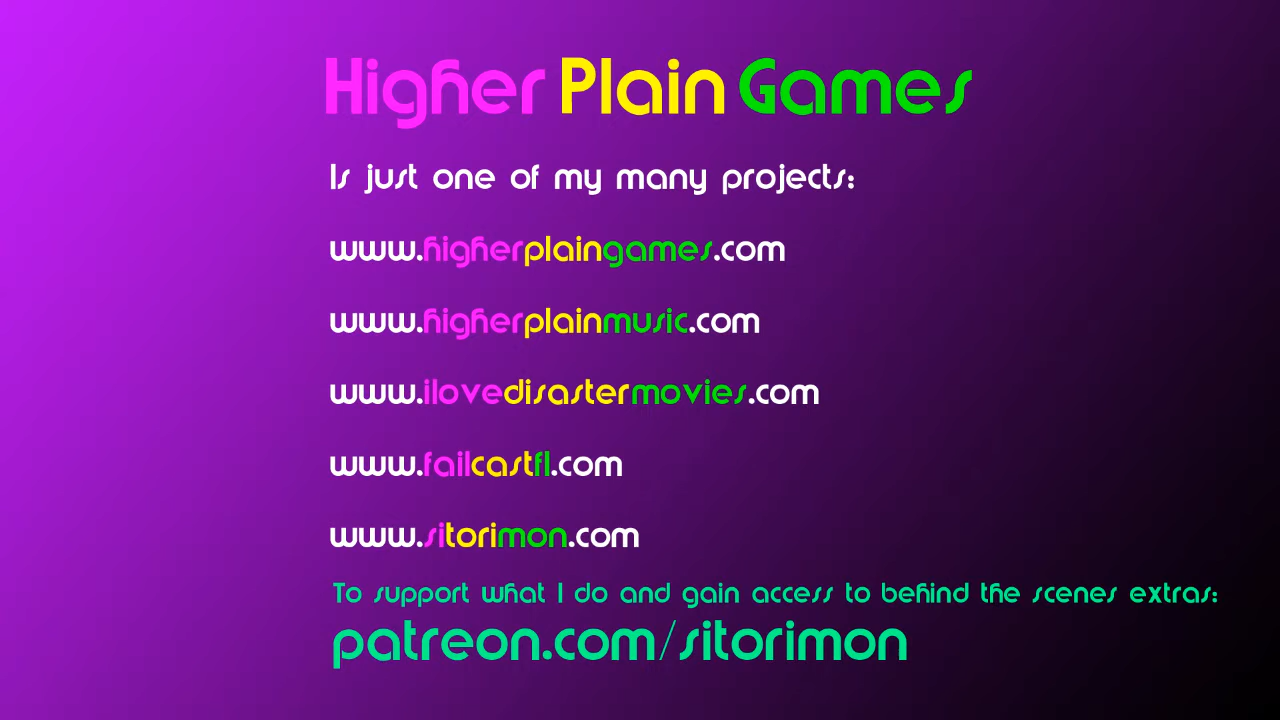 Higher Plain Games
Is just one of my many projects:
www.higherplaingames.com
www.higherplainmusic.com
www.ilovedisastermovies.com
www.failcastfl.com
www.sitorimon.com
To support what I do and gain access to behind the scenes extras:
patreon.com/sitorimon